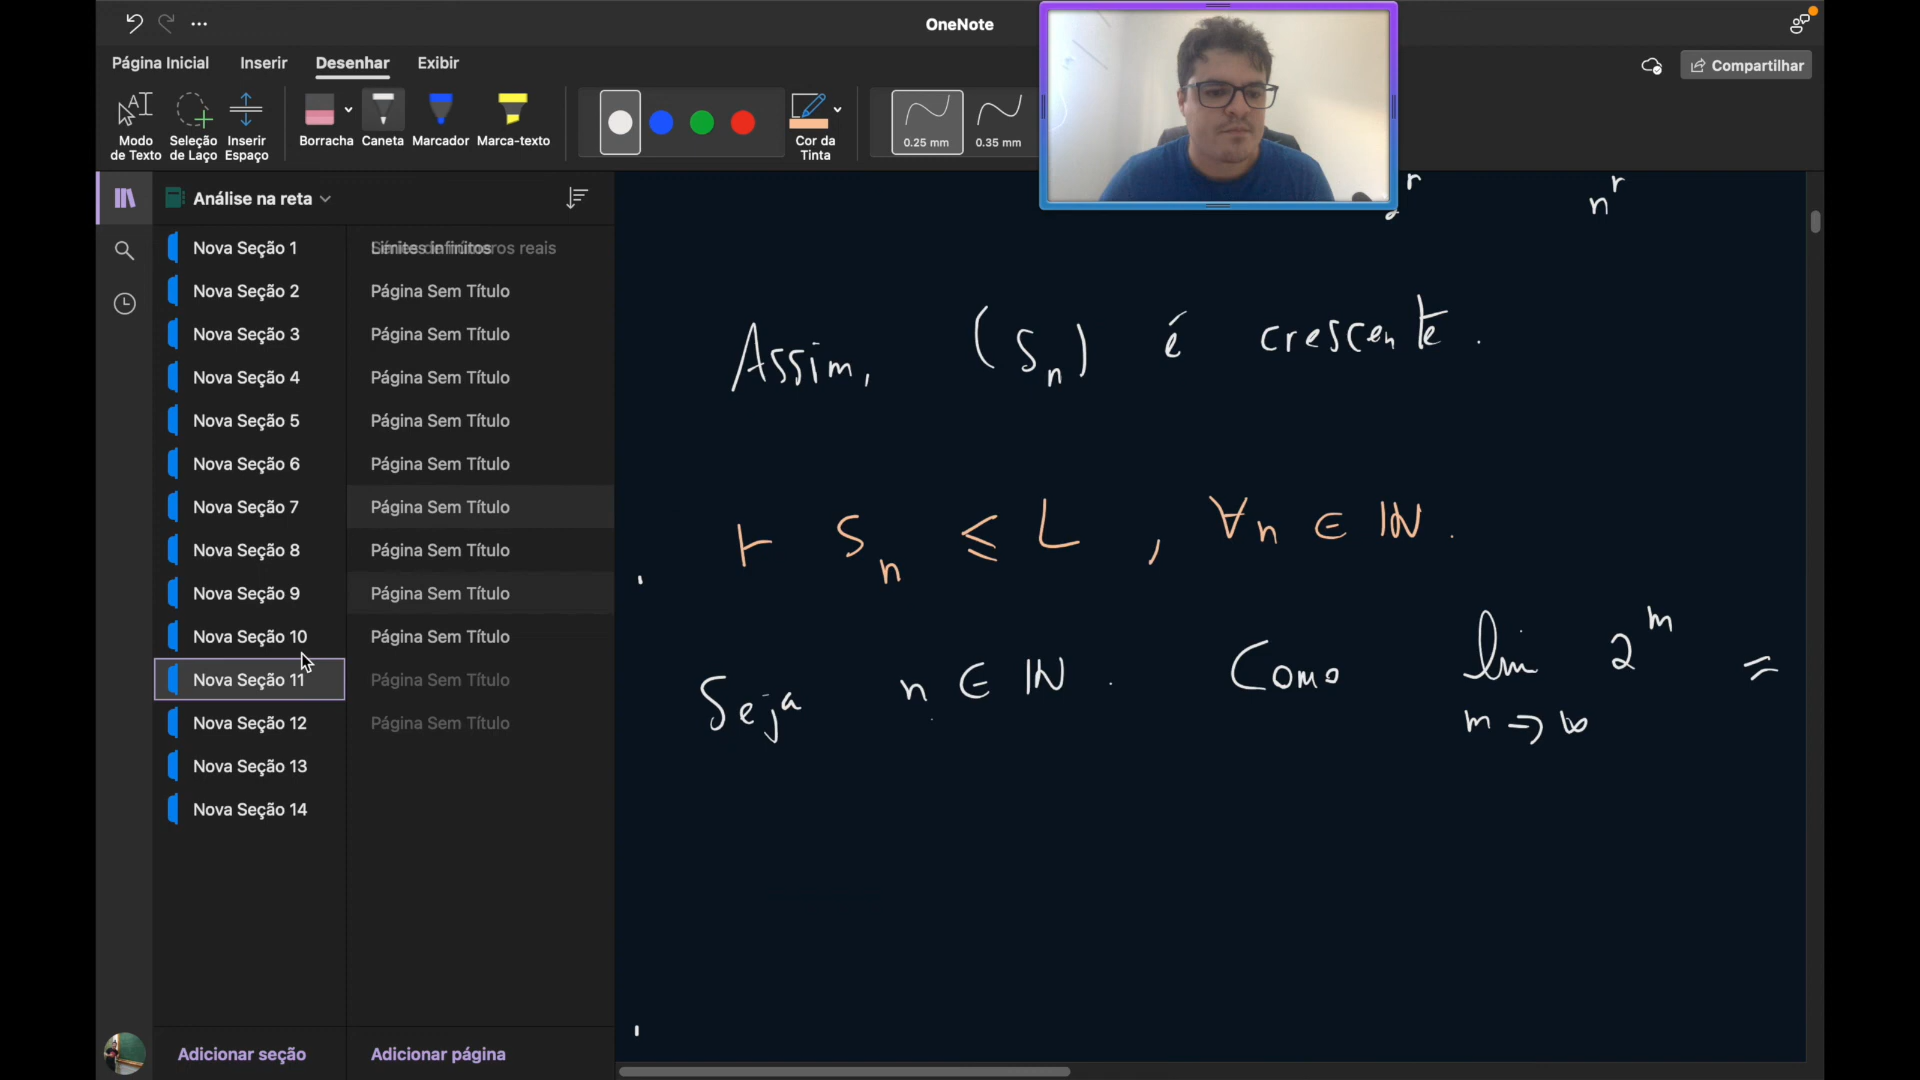 OneNote
Página Inicial Inserir Desenhar Exibir
Compartilhar
Modo de Texto
Seleção de Laço
Inserir Espaço
Borracha
Caneta
Marcador
Marca-texto
Cor da Tinta
0.25 mm
0.35 mm
Análise na reta
Nova Seção 1
Nova Seção 2
Nova Seção 3
Nova Seção 4
Nova Seção 5
Nova Seção 6
Nova Seção 7
Nova Seção 8
Nova Seção 9
Nova Seção 10
Nova Seção 11
Nova Seção 12
Nova Seção 13
Nova Seção 14
Adicionar seção
Página Sem Título
Página Sem Título
Página Sem Título
Página Sem Título
Página Sem Título
Página Sem Título
Página Sem Título
Página Sem Título
Página Sem Título
Página Sem Título
Página Sem Título
Adicionar página
r n^r
Assim, (S_n) é crescente.
⊢ S_n ⩽ L , ∀n ∈ ℕ.
Seja n ∈ ℕ. Como lim 2^m =
m → ∞